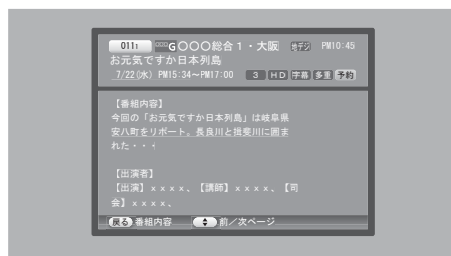 011₁ ○○○G○○○総合1・大阪 地デジ PM10:45
お元気ですか日本列島
7/22(水) PM15:34～PM17:00 3 HD 字幕 多重 予約
【番組内容】
今回の「お元気ですか日本列島」は岐阜県
安八町をリポート。長良川と揖斐川に囲ま
れた・・・
【出演者】
【出演】××××、【講師】××××、【司
会】××××、
戻る 番組内容 前／次ページ